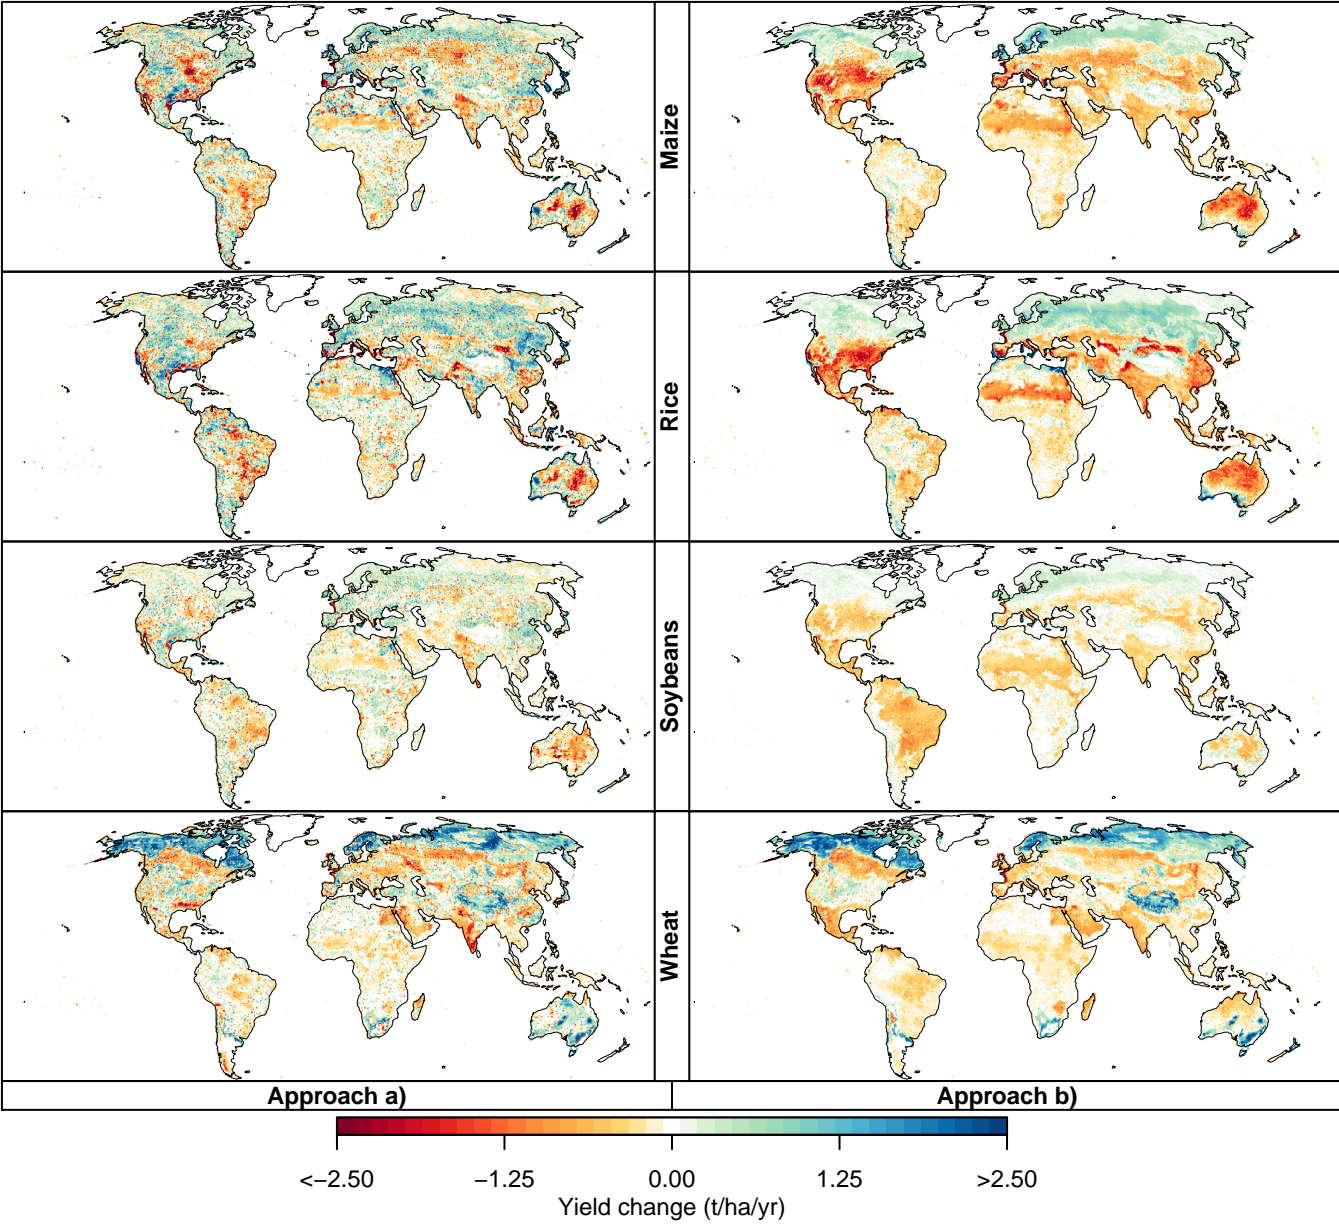 Maize
Rice
Soybeans
Wheat
Approach a)
Approach b)
<−2.50
−1.25
0.00
1.25
>2.50
Yield change (t/ha/yr)